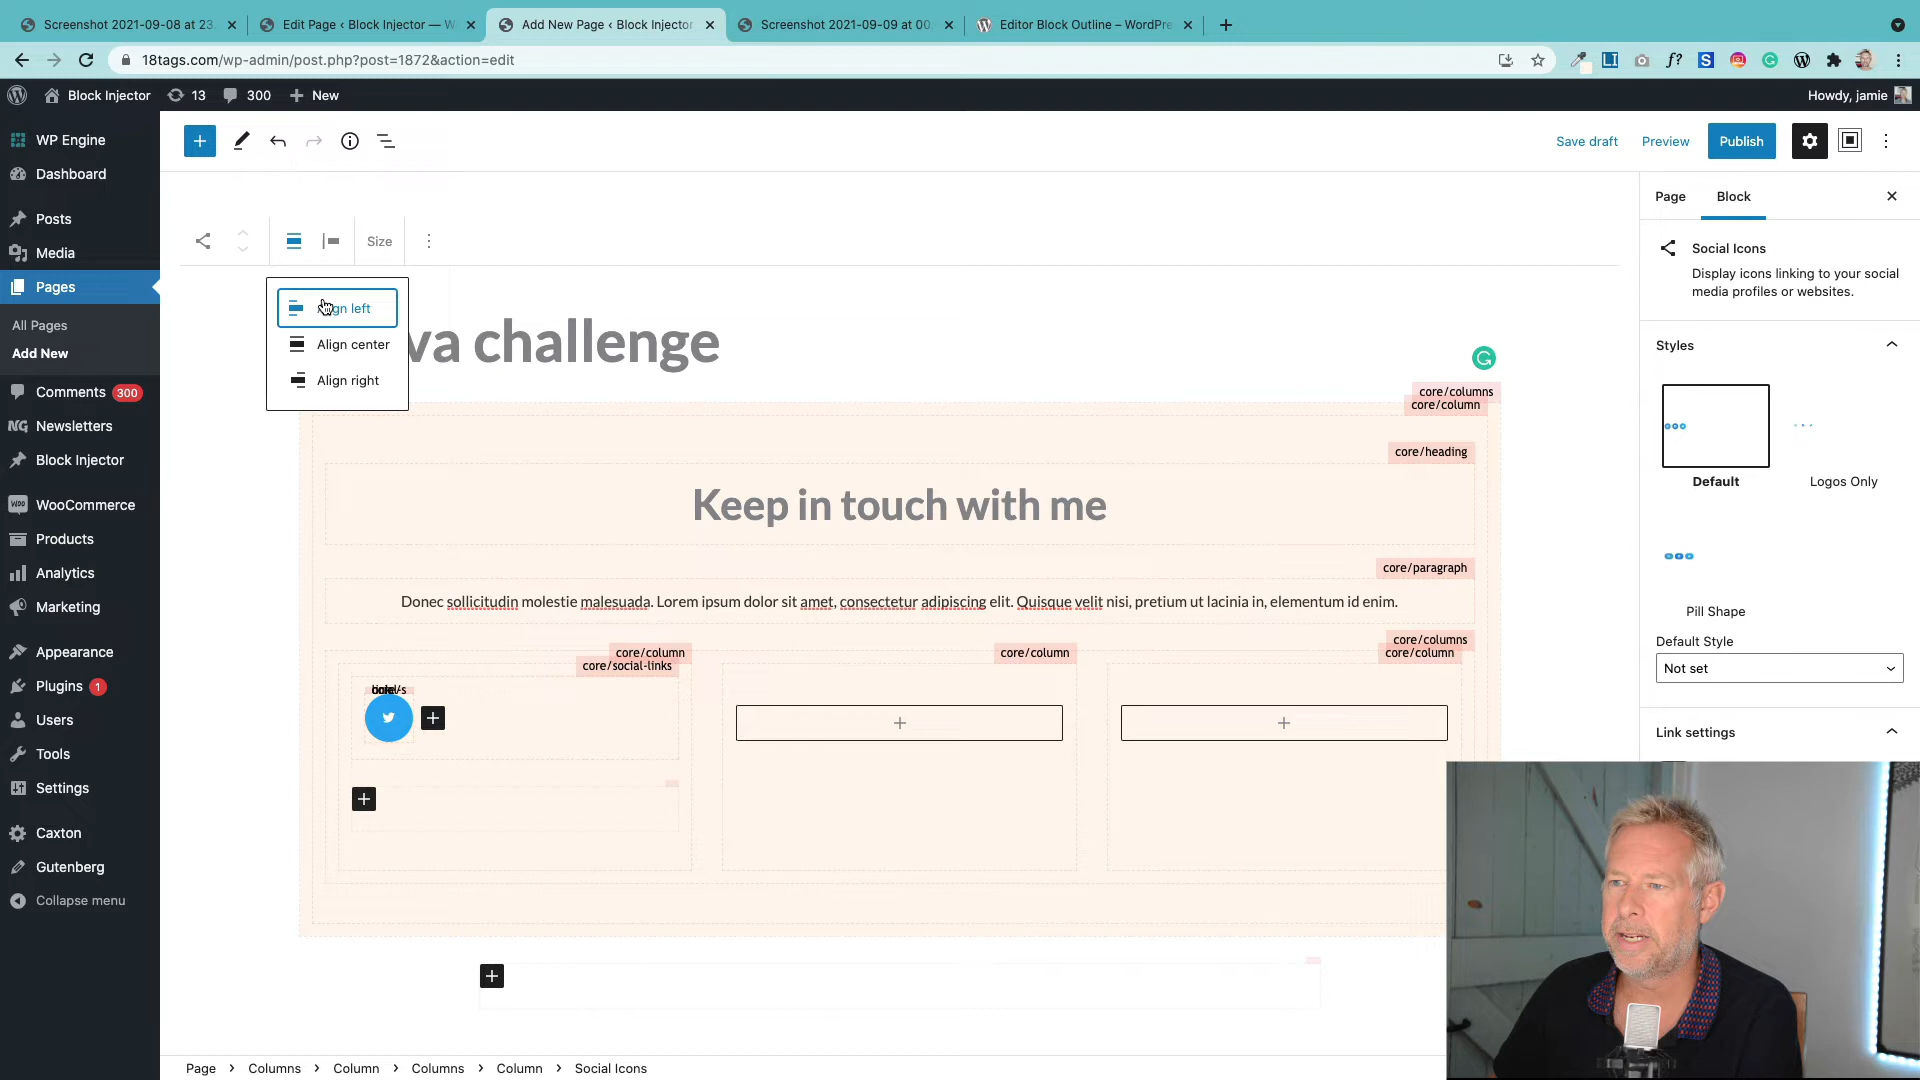 Screenshot 2021-09-08 at 23.
Edit Page ‹ Block Injector — W
Add New Page ‹ Block Injector
Screenshot 2021-09-09 at 00.
Editor Block Outline – WordPre
18tags.com/wp-admin/post.php?post=1872&action=edit
Block Injector
13
300
New
Howdy, jamie
WP Engine
Dashboard
Posts
Media
Pages
All Pages
Add New
Comments 300
Newsletters
Block Injector
WooCommerce
Products
Analytics
Marketing
Appearance
Plugins 1
Users
Tools
Settings
Caxton
Gutenberg
Collapse menu
Save draft
Preview
Publish
Size
Align left
Align center
Align right
va challenge
core/columns
core/column
core/heading
Keep in touch with me
core/paragraph
Donec sollicitudin molestie malesuada. Lorem ipsum dolor sit amet, consectetur adipiscing elit. Quisque velit nisi, pretium ut lacinia in, elementum id enim.
core/columns
core/column
core/social-links
core/column
core/column
Page
Block
Social Icons
Display icons linking to your social
media profiles or websites.
Styles
Default
Logos Only
Pill Shape
Default Style
Not set
Link settings
Page > Columns > Column > Columns > Column > Social Icons